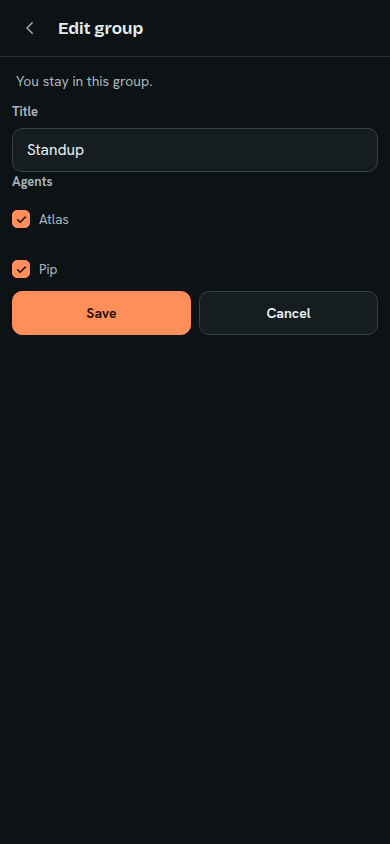 Edit group
You stay in this group.
Title
Standup
Agents
Atlas
Pip
Save
Cancel